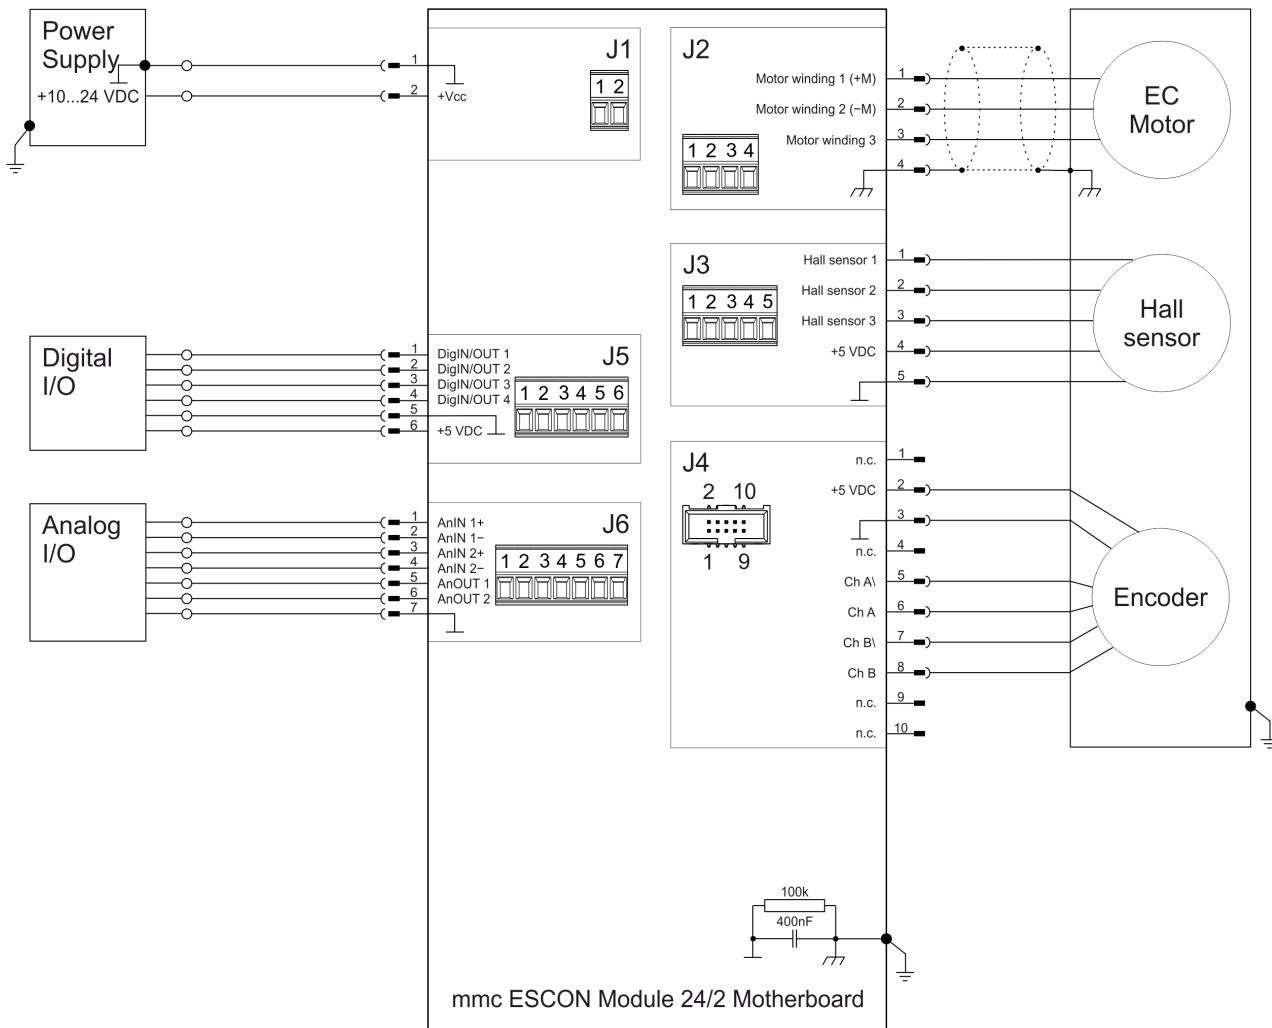 Power
Supply
+10...24 VDC
1
2
+Vcc
J1
1 2
J2
Motor winding 1 (+M)
Motor winding 2 (−M)
Motor winding 3
1
2
3
4
1 2 3 4
EC
Motor
J3
Hall sensor 1
Hall sensor 2
Hall sensor 3
+5 VDC
1
2
3
4
5
1 2 3 4 5
Hall
sensor
Digital
I/O
1
2
3
4
5
6
DigIN/OUT 1
DigIN/OUT 2
DigIN/OUT 3
DigIN/OUT 4
+5 VDC
J5
1 2 3 4 5 6
Analog
I/O
1
2
3
4
5
6
7
AnIN 1+
AnIN 1−
AnIN 2+
AnIN 2−
AnOUT 1
AnOUT 2
J6
1 2 3 4 5 6 7
J4
2 10
1 9
n.c. 1
+5 VDC 2
3
n.c. 4
Ch A\ 5
Ch A 6
Ch B\ 7
Ch B 8
n.c. 9
n.c. 10
Encoder
100k
400nF
mmc ESCON Module 24/2 Motherboard